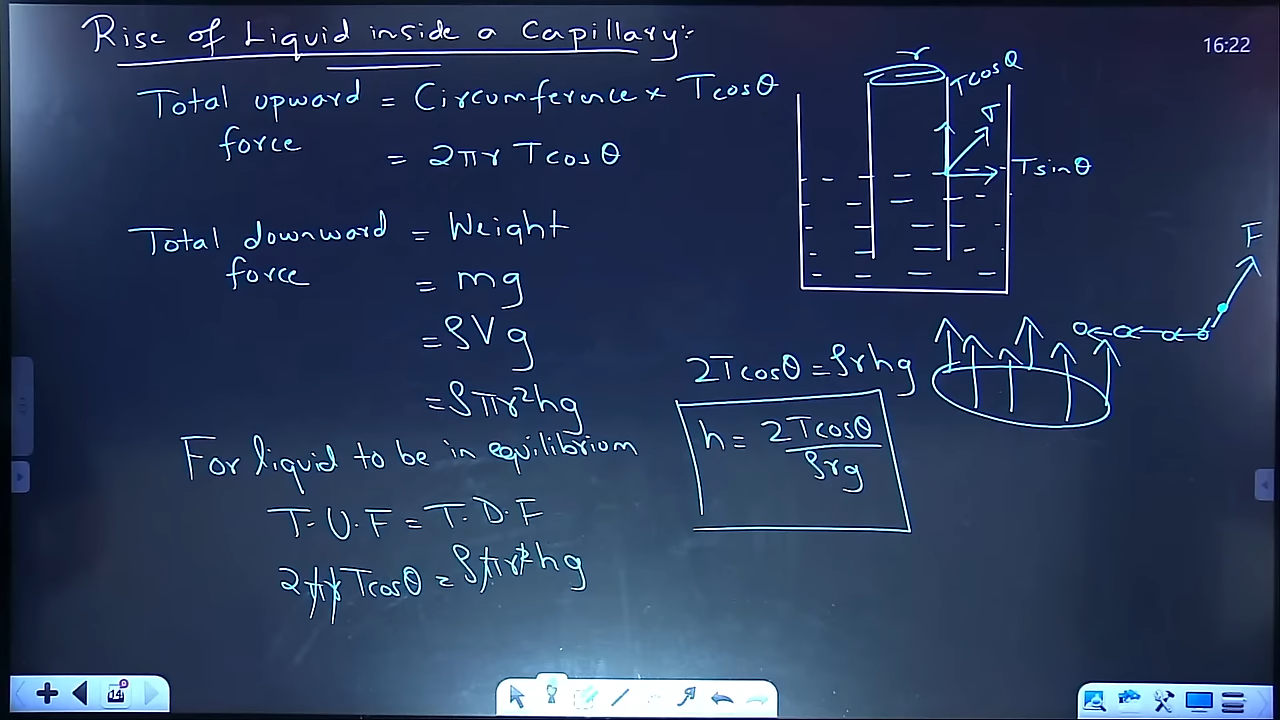 Rise of Liquid inside a Capillary:-
16:22
Total upward force = Circumference × Tcosθ
= 2πr Tcosθ
Total downward force = Weight
= mg
= ρVg
= ρπr²hg
For liquid to be in equilibrium
T.U.F = T.D.F
2πr Tcosθ = ρπr²hg
2Tcosθ = ρrhg
h = 2Tcosθ / ρrg
r
Tcosθ
T
Tsinθ
F
14